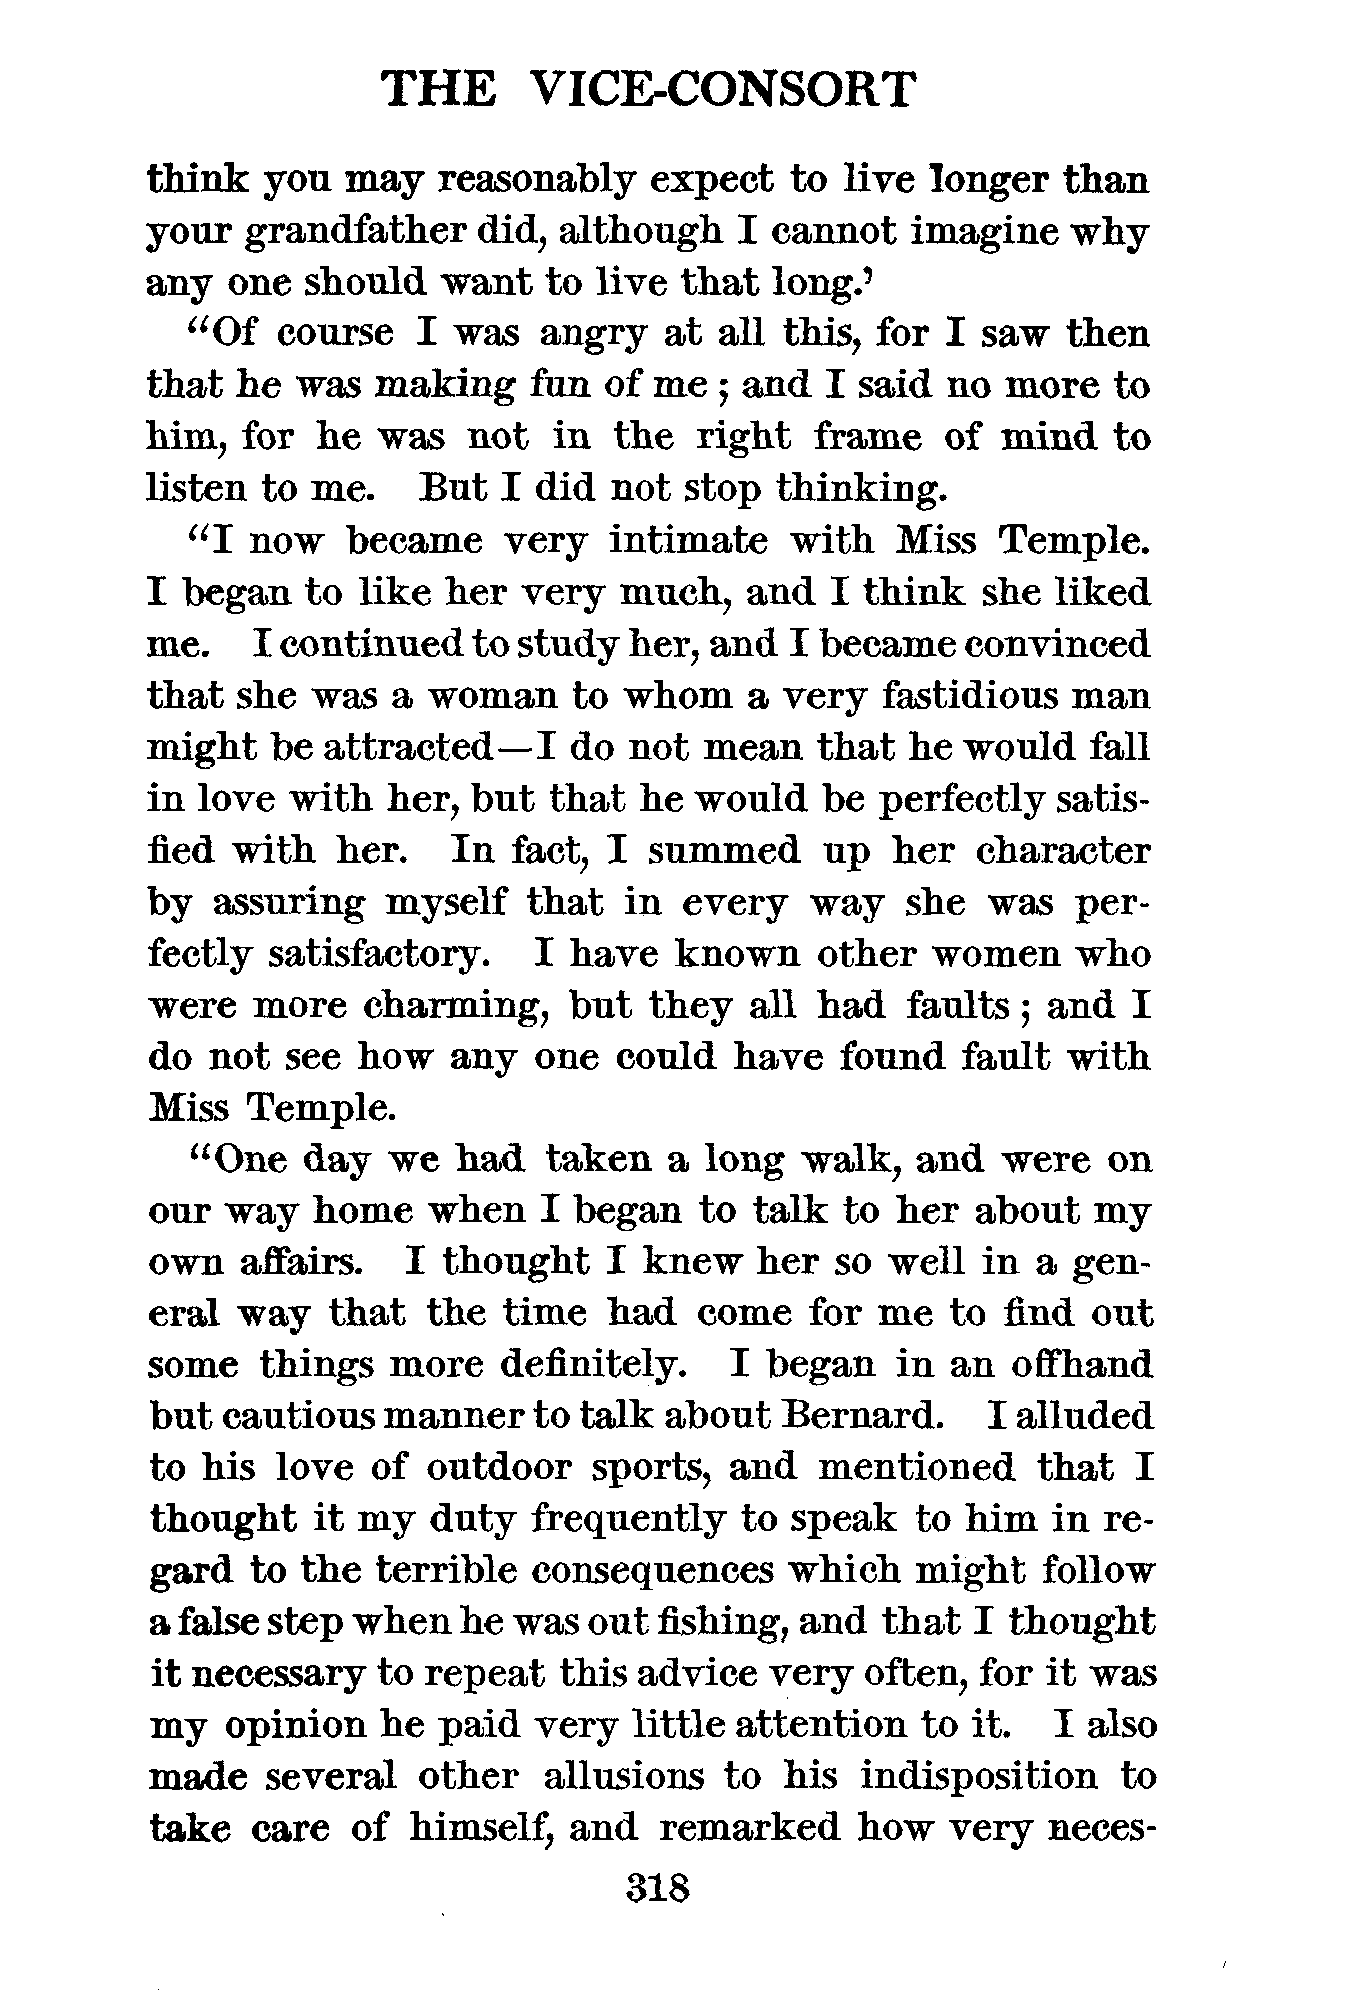 THE VICE-CONSORT
think you may reasonably expect to live longer than
your grandfather did, although I cannot imagine why
any one should want to live that long.’
“Of course I was angry at all this, for I saw then
that he was making fun of me ; and I said no more to
him, for he was not in the right frame of mind to
listen to me. But I did not stop thinking.
“I now became very intimate with Miss Temple.
I began to like her very much, and I think she liked
me. I continued to study her, and I became convinced
that she was a woman to whom a very fastidious man
might be attracted—I do not mean that he would fall
in love with her, but that he would be perfectly satis-
fied with her. In fact, I summed up her character
by assuring myself that in every way she was per-
fectly satisfactory. I have known other women who
were more charming, but they all had faults ; and I
do not see how any one could have found fault with
Miss Temple.
“One day we had taken a long walk, and were on
our way home when I began to talk to her about my
own affairs. I thought I knew her so well in a gen-
eral way that the time had come for me to find out
some things more definitely. I began in an offhand
but cautious manner to talk about Bernard. I alluded
to his love of outdoor sports, and mentioned that I
thought it my duty frequently to speak to him in re-
gard to the terrible consequences which might follow
a false step when he was out fishing, and that I thought
it necessary to repeat this advice very often, for it was
my opinion he paid very little attention to it. I also
made several other allusions to his indisposition to
take care of himself, and remarked how very neces-
318